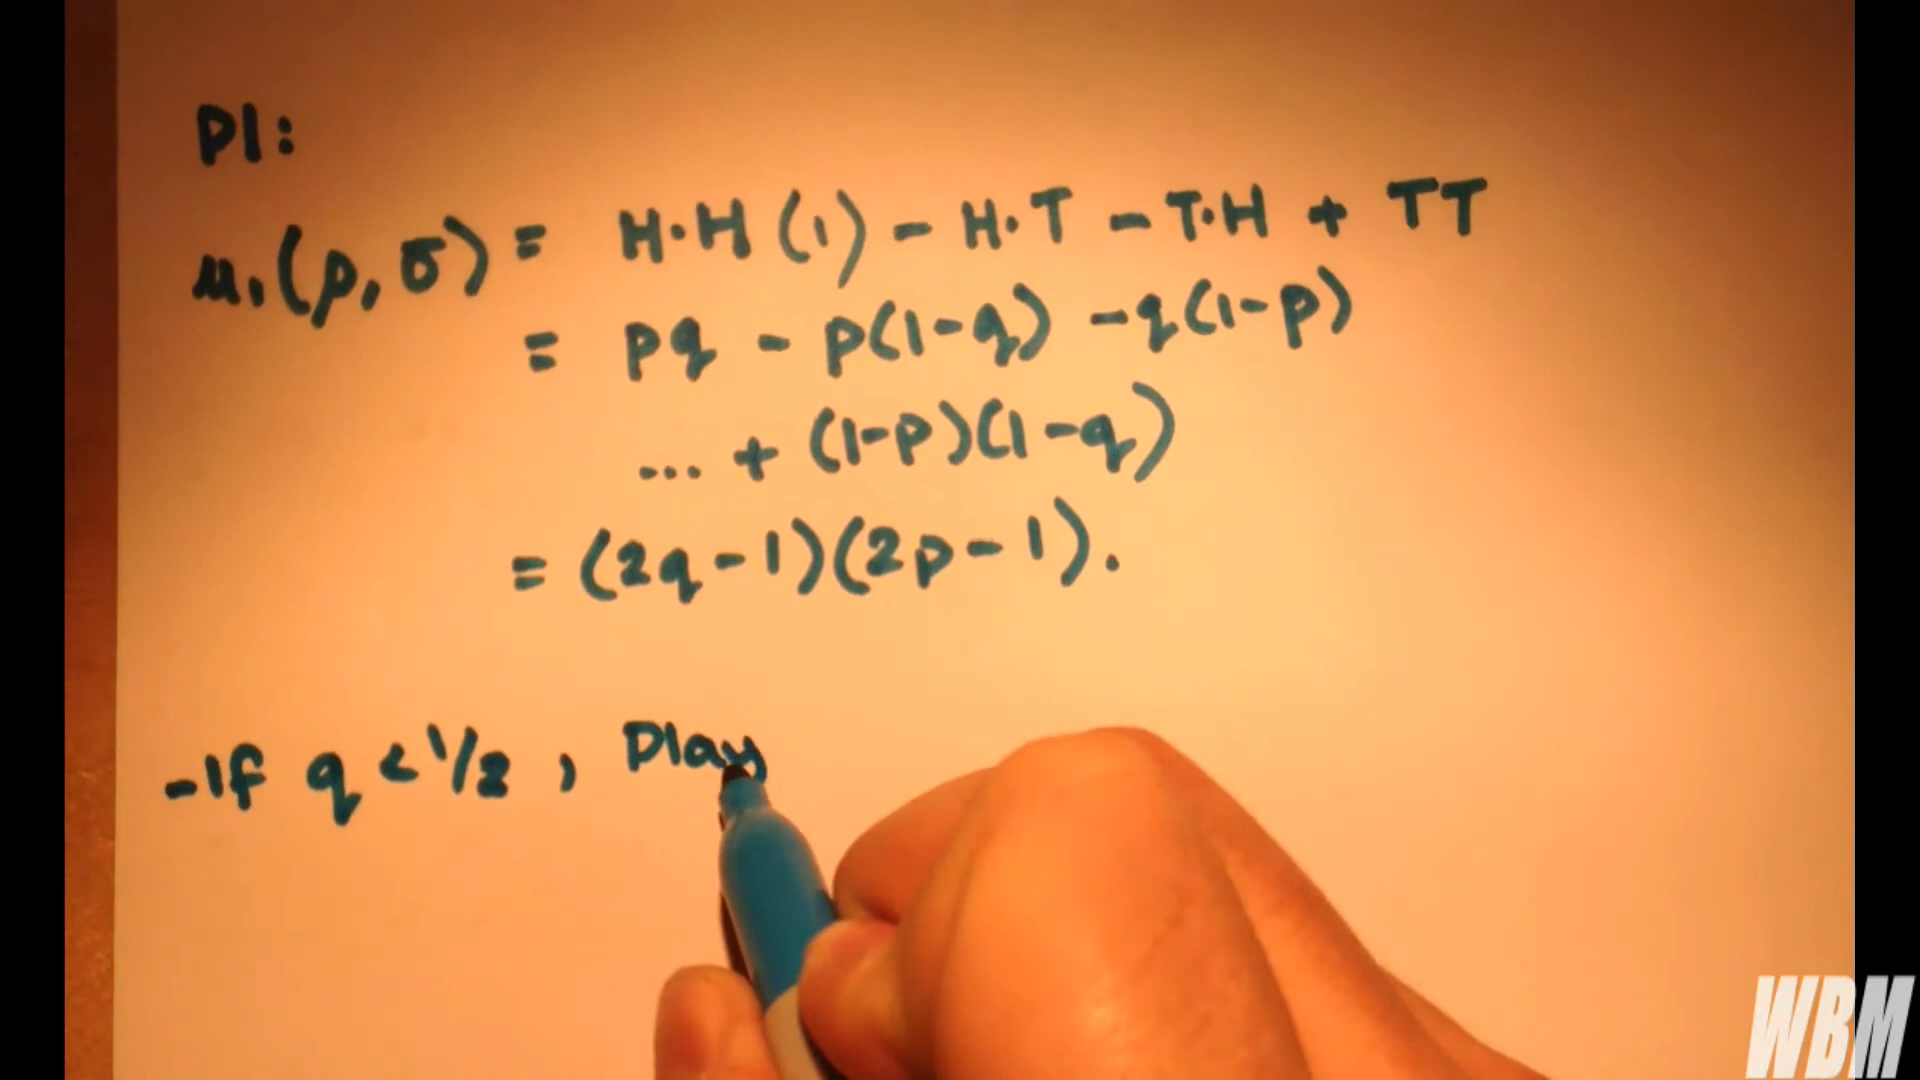 P1:
u₁(p, σ) = H·H (1) - H·T - T·H + TT
= pq - p(1-q) - q(1-p)
... + (1-p)(1-q)
= (2q-1)(2p-1).
- If q < 1/2, Play
WBM